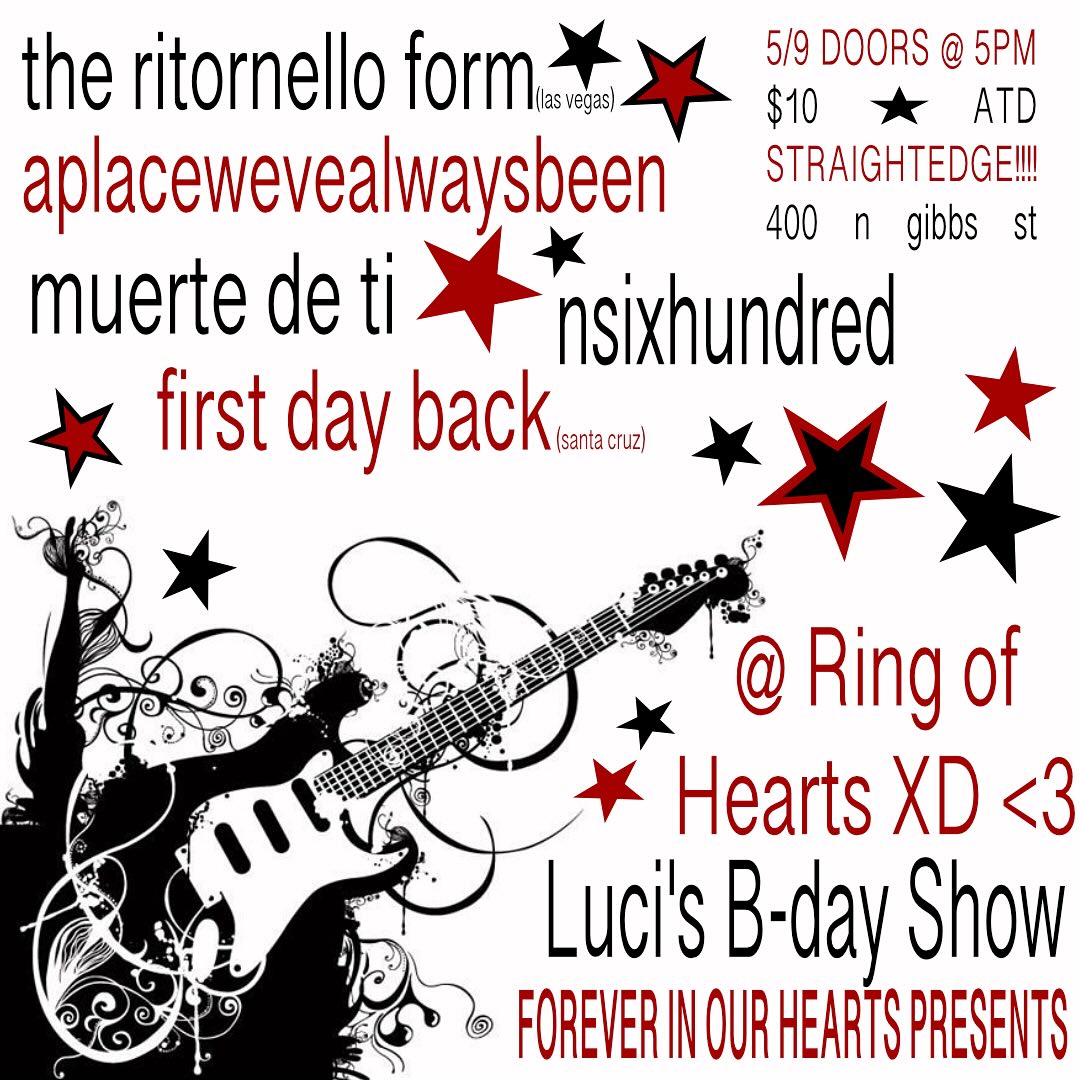 the ritornello form (las vegas)
aplacewevealwaysbeen
muerte de ti
nsixhundred
first day back (santa cruz)
5/9 DOORS @ 5PM
$10 ATD
STRAIGHTEDGE!!!!
400 n gibbs st
@ Ring of
Hearts XD <3
Luci's B-day Show
FOREVER IN OUR HEARTS PRESENTS